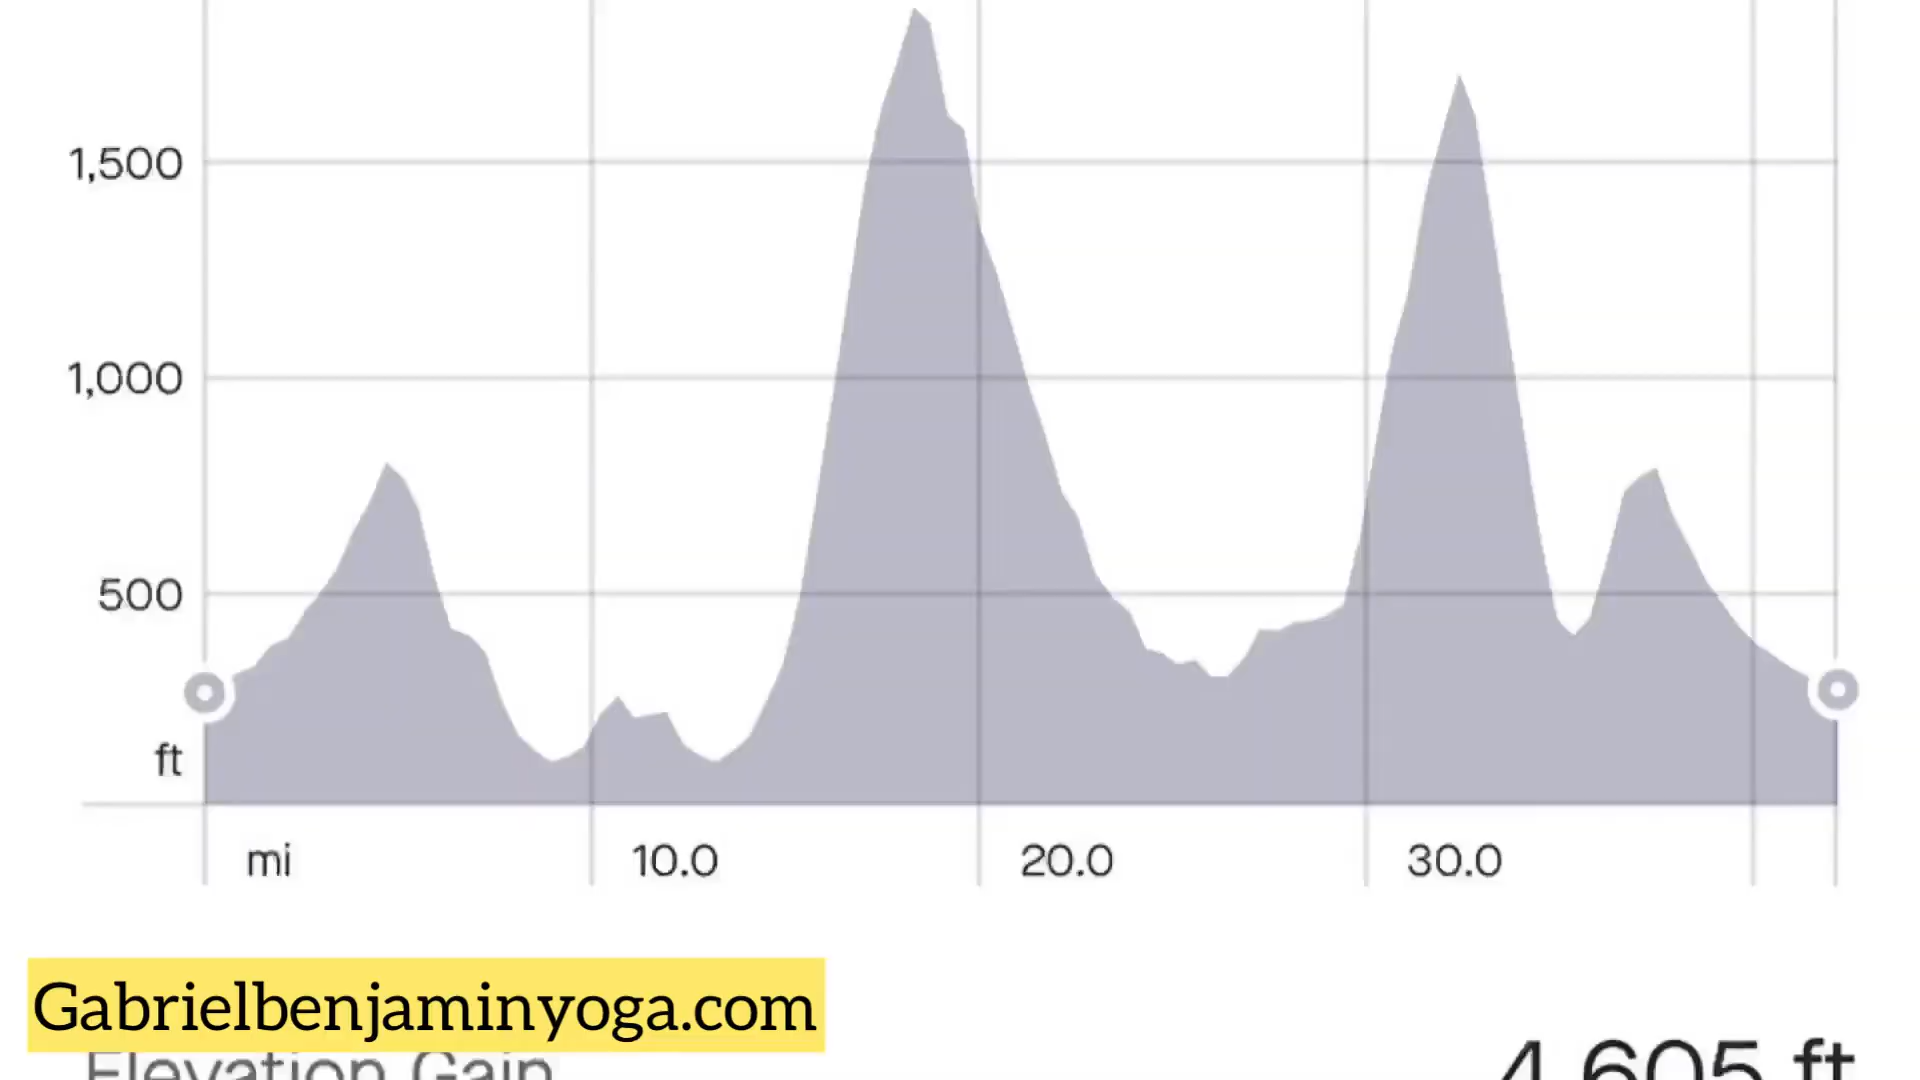 1,500
1,000
500
ft
mi 10.0 20.0 30.0
Gabrielbenjaminyoga.com
Elevation Gain 4,605 ft